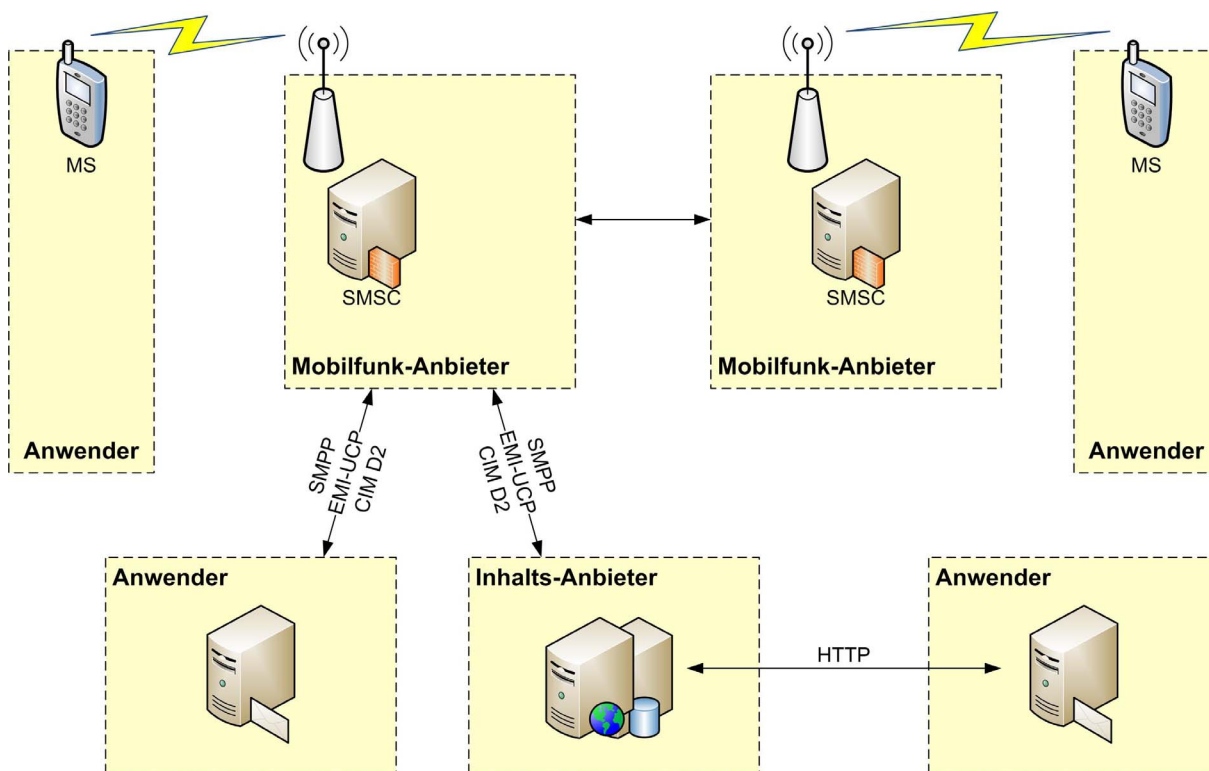 MS
MS
SMSC
SMSC
Mobilfunk-Anbieter
Mobilfunk-Anbieter
Anwender
Anwender
SMPP
EMI-UCP
CIM D2
SMPP
EMI-UCP
CIM D2
Anwender
Inhalts-Anbieter
Anwender
HTTP